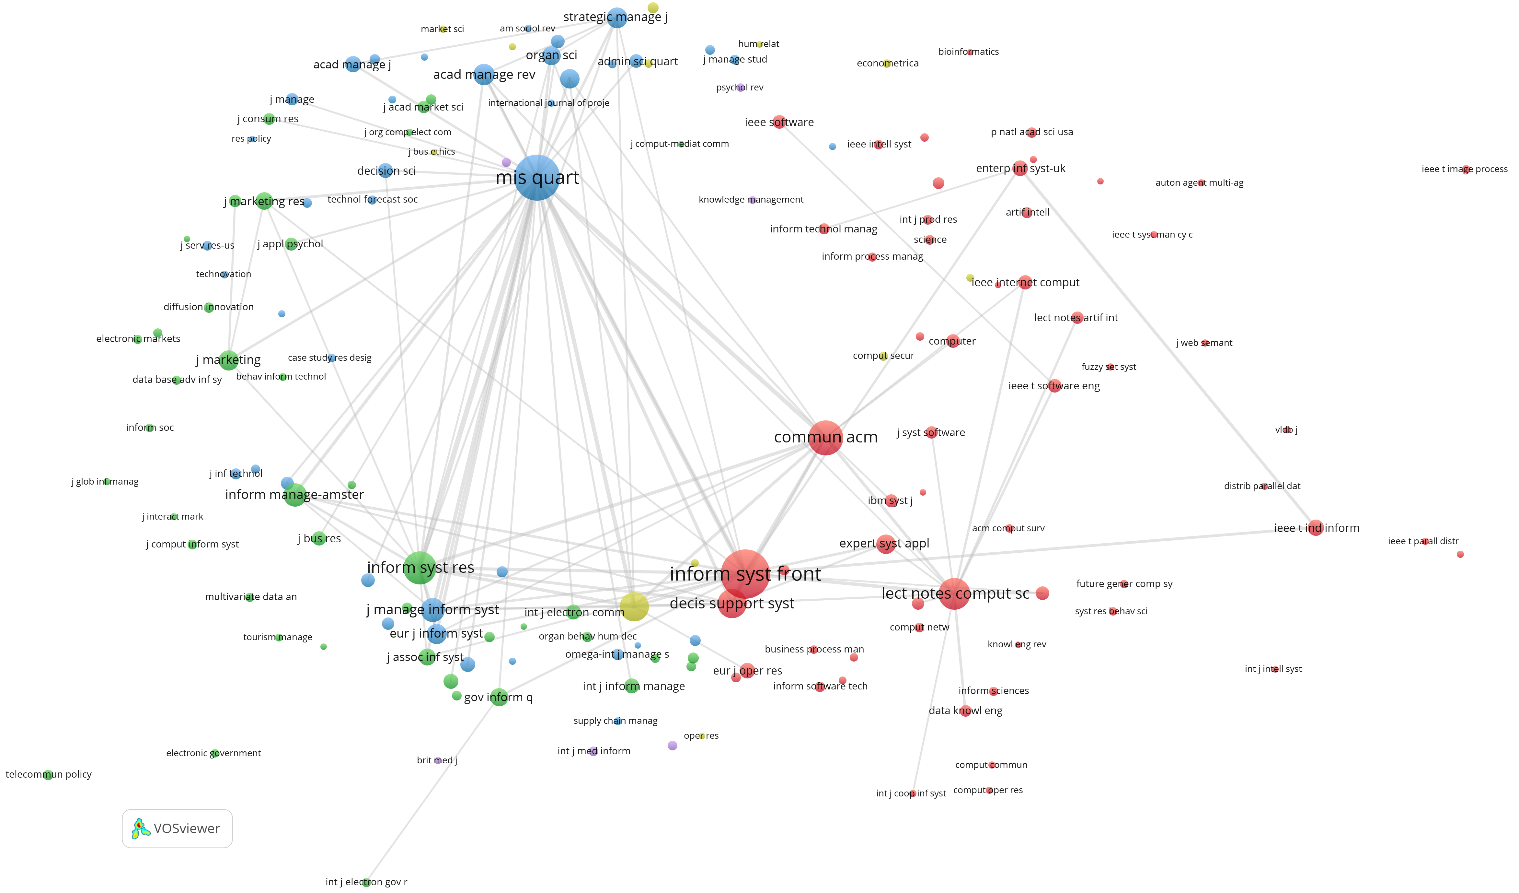 strategic manage j
market sci
am sociol rev
hum relat
bioinformatics
organ sci
admin sci quart
j manage stud
econometrica
acad manage j
acad manage rev
psychol rev
j manage
international journal of proje
j acad market sci
j consum res
ieee software
j org comp elect com
p natl acad sci usa
res policy
j comput-mediat comm
ieee intell syst
j bus ethics
decision sci
enterp inf syst-uk
ieee t image process
mis quart
auton agent multi-ag
j marketing res
technol forecast soc
knowledge management
artif intell
int j prod res
inform technol manag
ieee t syst man cy c
j serv res-us
j appl psychol
science
inform process manag
technovation
ieee internet comput
diffusion innovation
lect notes artif int
electronic markets
computer
j web semant
j marketing
case study res desig
comput secur
fuzzy set syst
data base adv inf sy
behav inform technol
ieee t software eng
inform soc
commun acm
j syst software
vldb j
j inf technol
j glob inf manag
distrib parallel dat
inform manage-amster
ibm syst j
j interact mark
acm comput surv
ieee t ind inform
j comput inform syst
j bus res
expert syst appl
ieee t parall distr
inform syst res
inform syst front
future gener comp sy
multivariate data an
lect notes comput sc
decis support syst
j manage inform syst
int j electron comm
syst res behav sci
comput netw
eur j inform syst
tourism manage
organ behav hum dec
knowl eng rev
j assoc inf syst
omega-int j manage s
business process man
eur j oper res
int j intell syst
int j inform manage
inform software tech
inform sciences
gov inform q
data knowl eng
supply chain manag
oper res
electronic government
int j med inform
brit med j
comput commun
telecommun policy
int j coop inf syst
comput oper res
VOSviewer
int j electron gov r